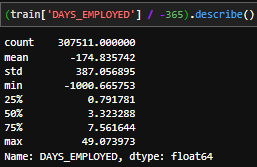 (train['DAYS_EMPLOYED'] / -365).describe()
count 307511.000000
mean -174.835742
std 387.056895
min -1000.665753
25% 0.791781
50% 3.323288
75% 7.561644
max 49.073973
Name: DAYS_EMPLOYED, dtype: float64